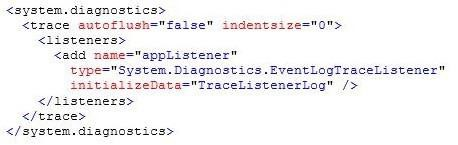 <system.diagnostics>
<trace autoflush="false" indentsize="0">
<listeners>
<add name="appListener"
type="System.Diagnostics.EventLogTraceListener"
initializeData="TraceListenerLog" />
</listeners>
</trace>
</system.diagnostics>